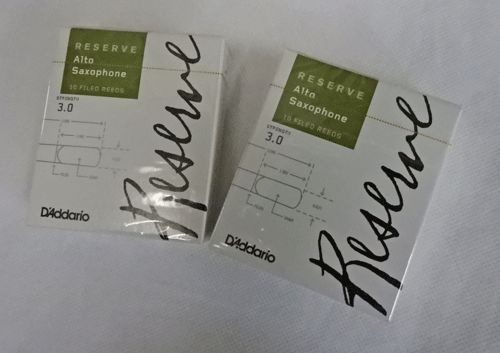 RESERVE
Alto
Saxophone
10 FILED REEDS
STRENGTH
3.0
Reserve
D'Addario
RESERVE
Alto
Saxophone
10 FILED REEDS
STRENGTH
3.0
Reserve
D'Addario